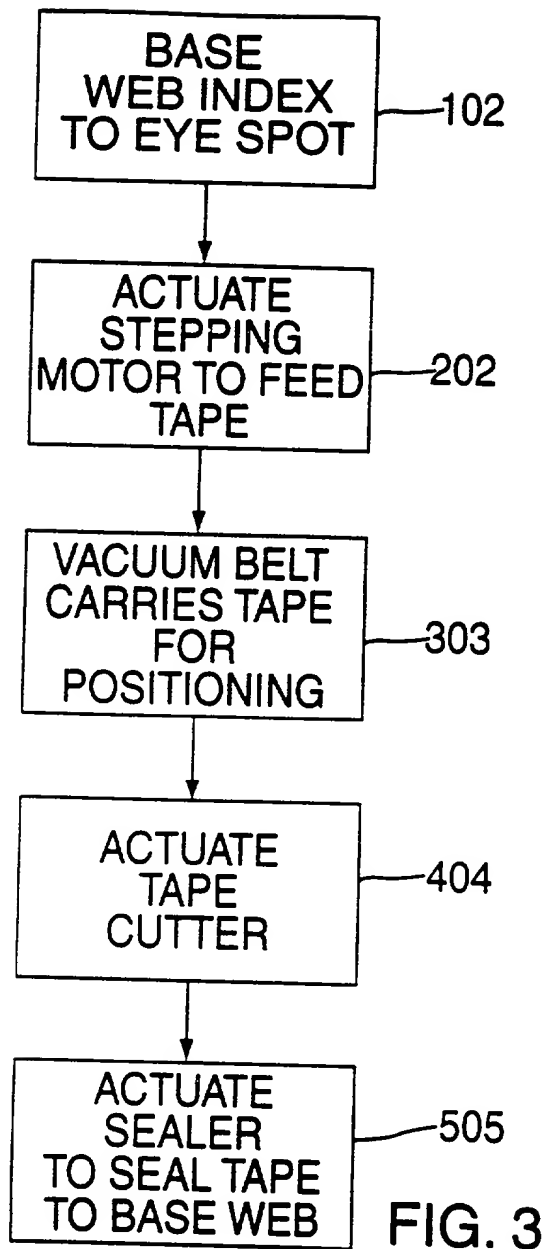 BASE
WEB INDEX
TO EYE SPOT
102
ACTUATE
STEPPING
MOTOR TO FEED
TAPE
202
VACUUM BELT
CARRIES TAPE
FOR
POSITIONING
303
ACTUATE
TAPE
CUTTER
404
ACTUATE
SEALER
TO SEAL TAPE
TO BASE WEB
505
FIG. 3